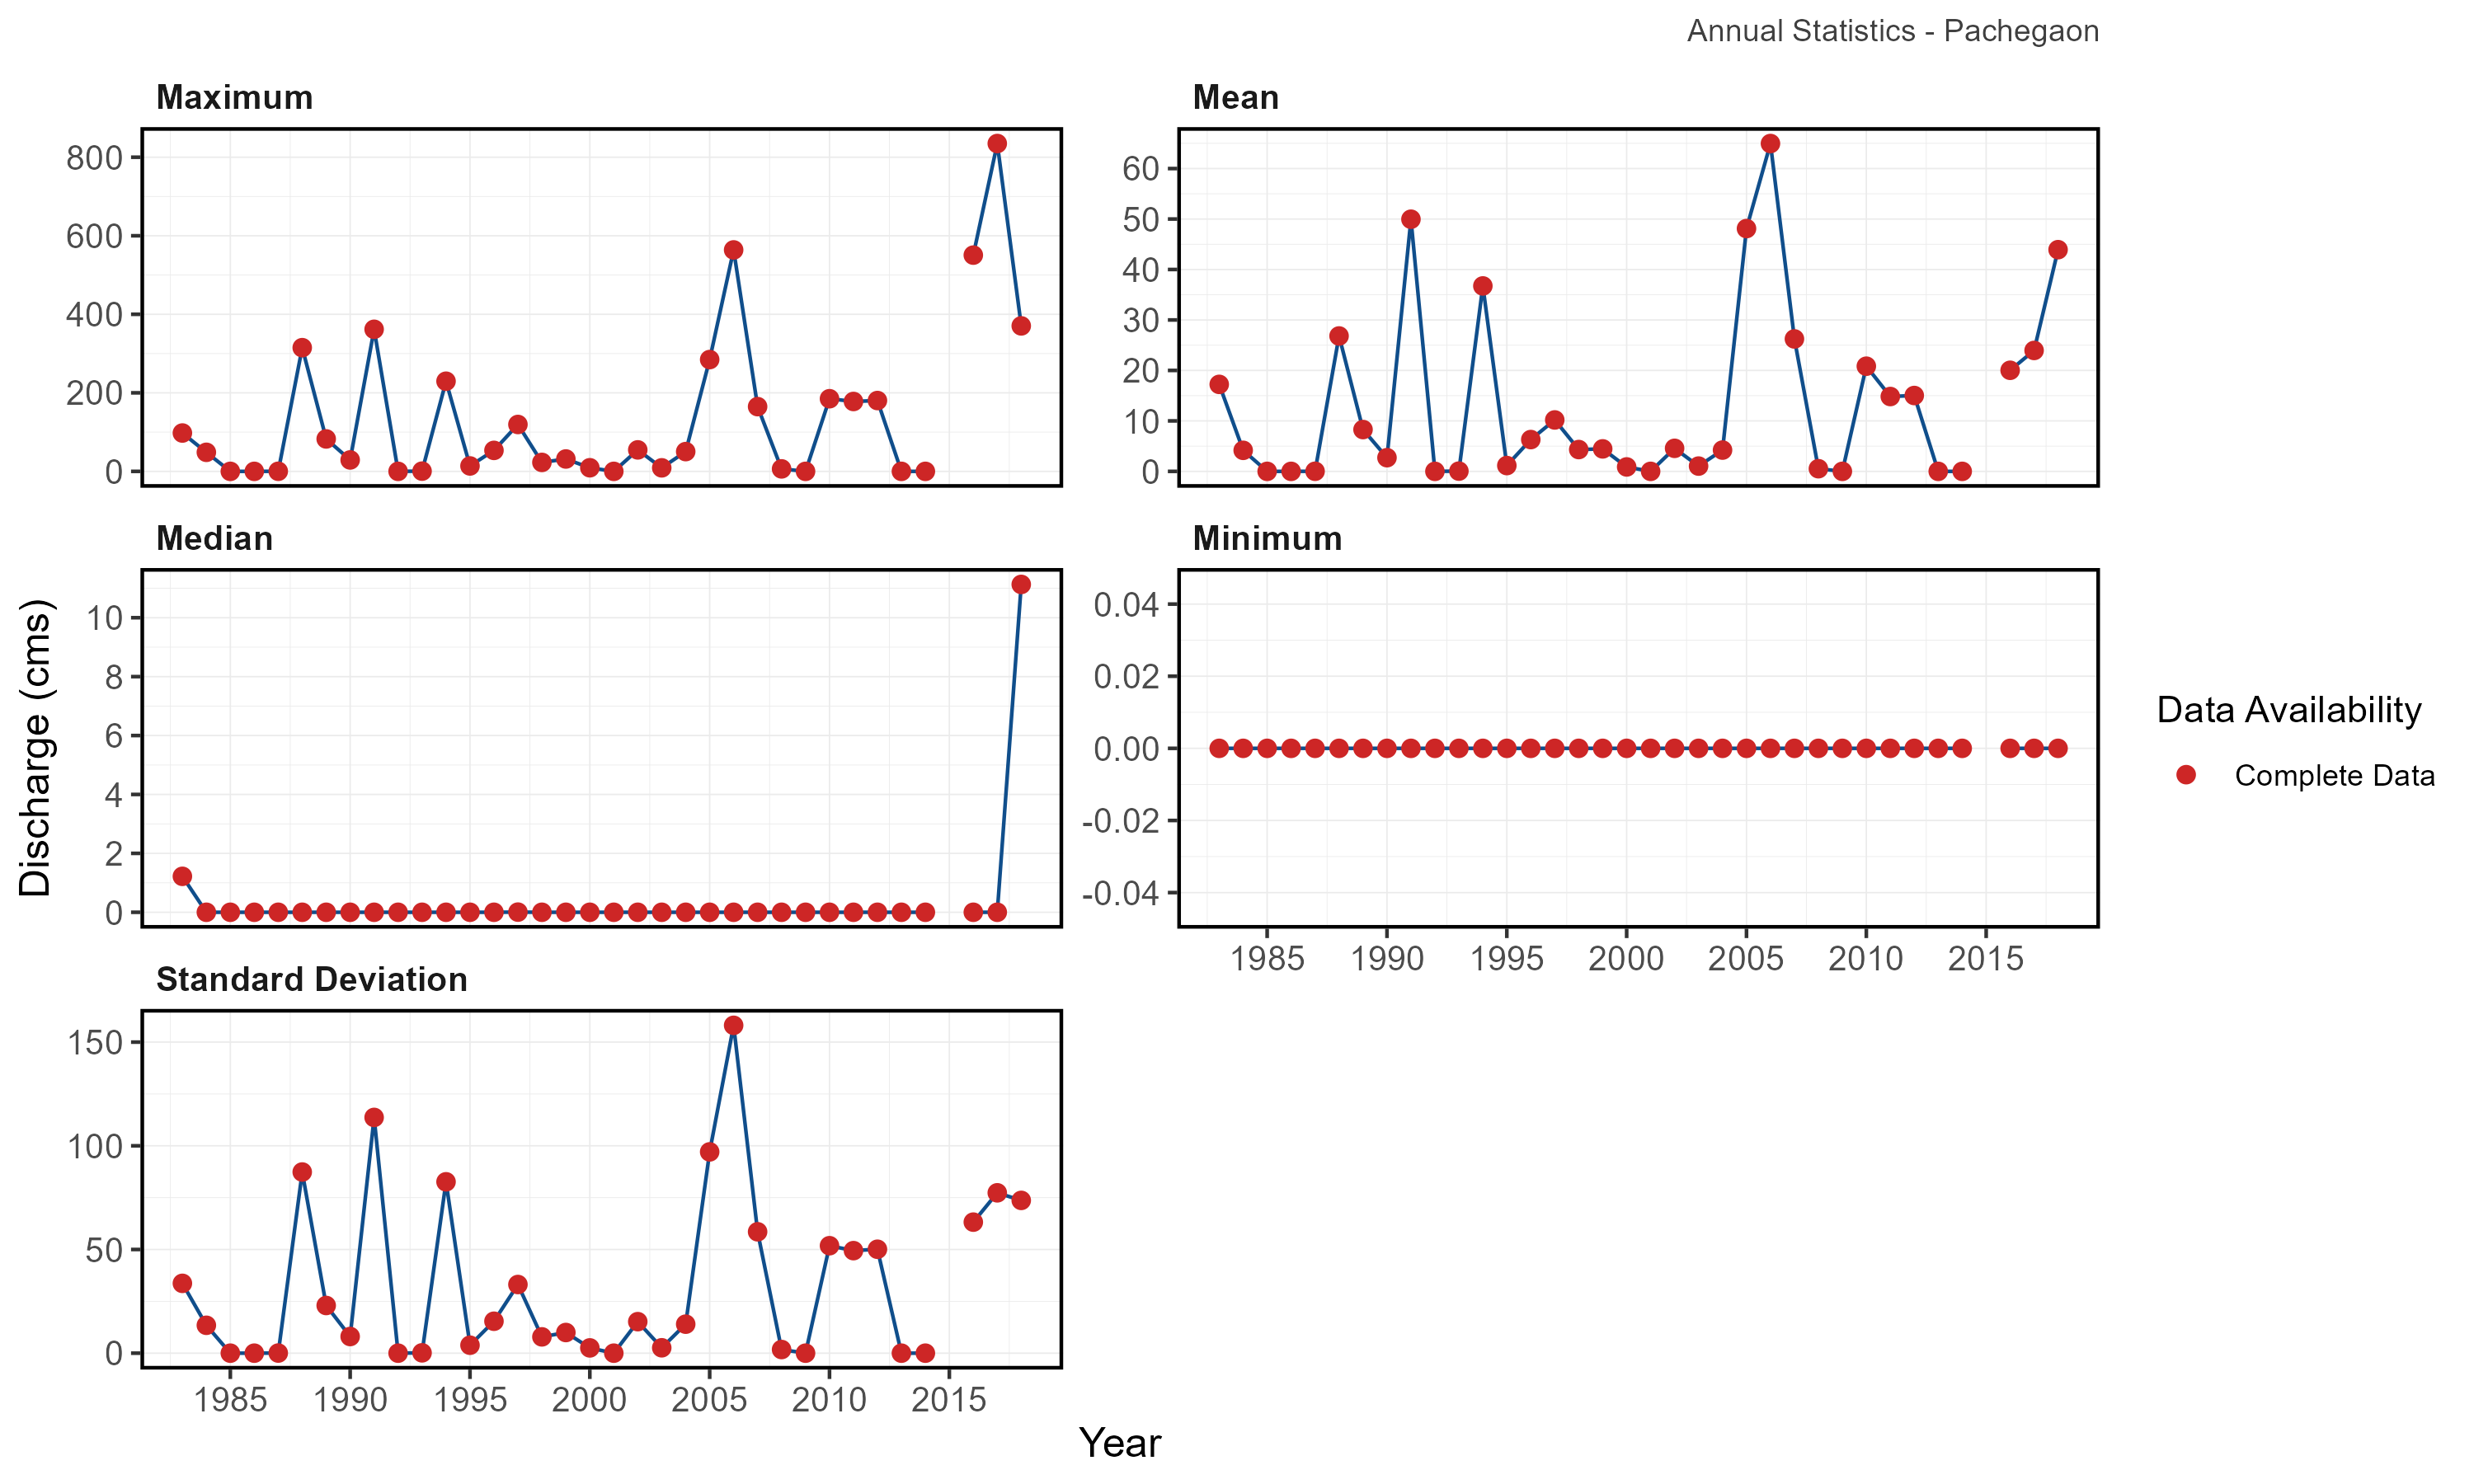 Annual Statistics - Pachegaon
Maximum
800
600
400
200
0
Mean
60
50
40
30
20
10
0
Discharge (cms)
Median
10
8
6
4
2
0
Minimum
0.04
0.02
0.00
-0.02
-0.04
1985 1990 1995 2000 2005 2010 2015
Data Availability
Complete Data
Standard Deviation
150
100
50
0
1985 1990 1995 2000 2005 2010 2015
Year